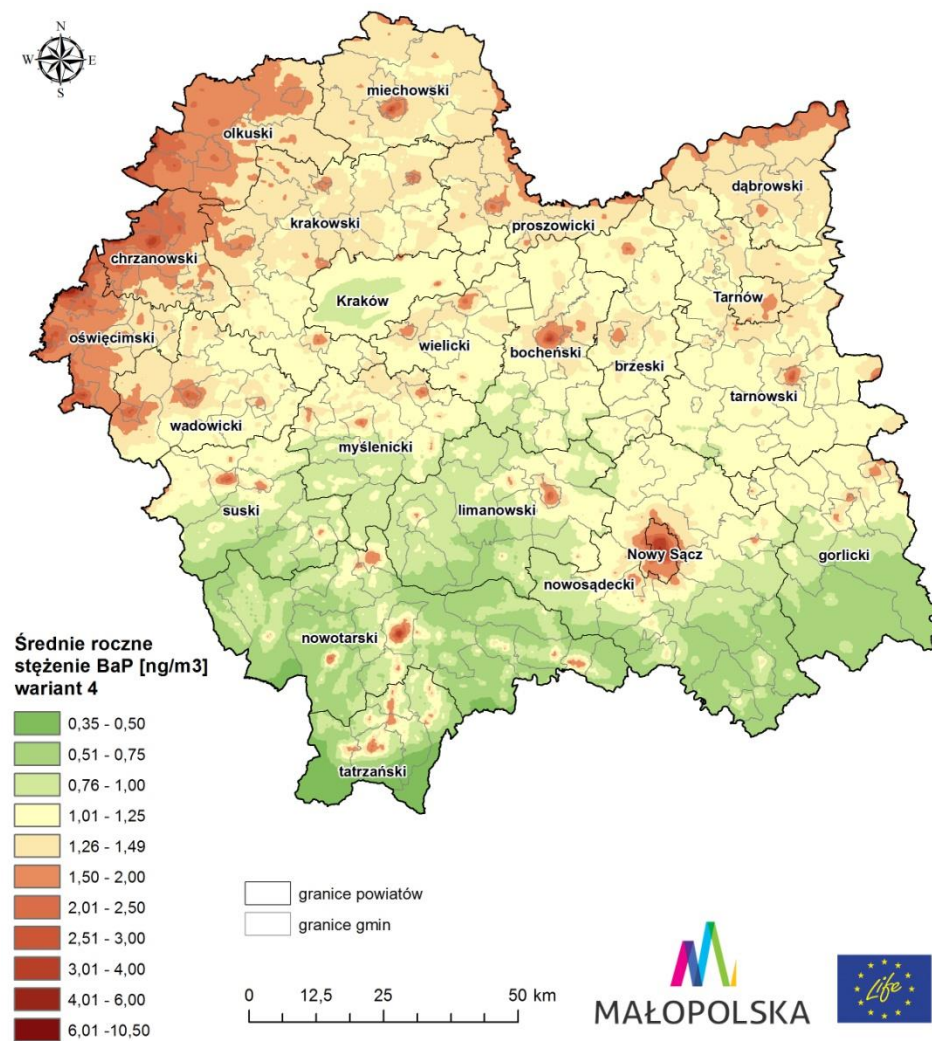 N
W E
S
miechowski
olkuski
dąbrowski
krakowski
proszowicki
chrzanowski
Kraków
Tarnów
oświęcimski
wielicki
bocheński
brzeski
tarnowski
wadowicki
myślenicki
suski
limanowski
Nowy Sącz
gorlicki
nowosądecki
nowotarski
tatrzański
Średnie roczne
stężenie BaP [ng/m3]
wariant 4
0,35 - 0,50
0,51 - 0,75
0,76 - 1,00
1,01 - 1,25
1,26 - 1,49
1,50 - 2,00
2,01 - 2,50
2,51 - 3,00
3,01 - 4,00
4,01 - 6,00
6,01 -10,50
granice powiatów
granice gmin
0 12,5 25 50 km
MAŁOPOLSKA
Life